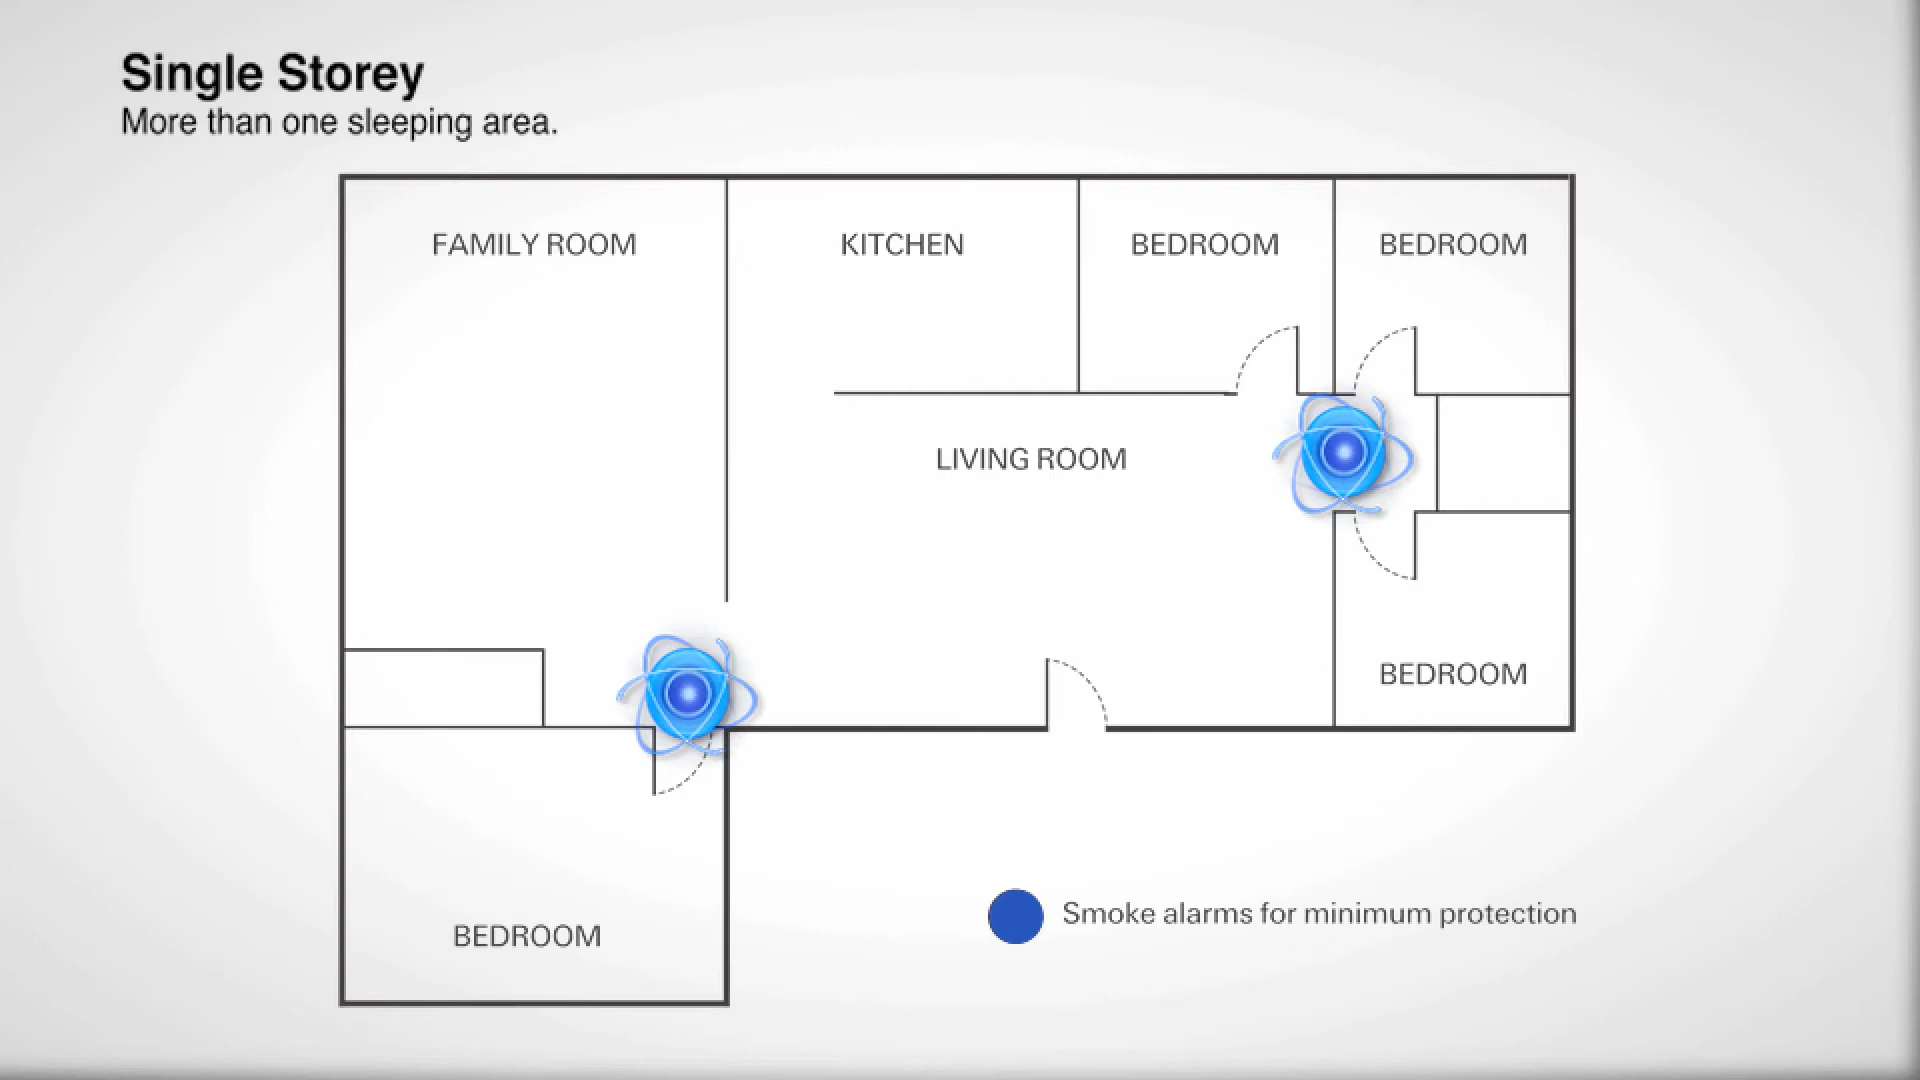 Single Storey
More than one sleeping area.
FAMILY ROOM
KITCHEN
BEDROOM
BEDROOM
LIVING ROOM
BEDROOM
BEDROOM
Smoke alarms for minimum protection